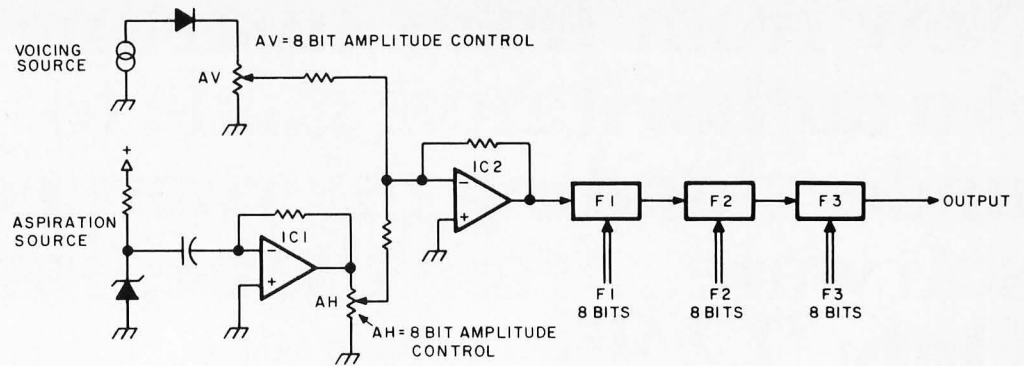 VOICING
SOURCE
AV = 8 BIT AMPLITUDE CONTROL
AV
+
ASPIRATION
SOURCE
−
IC1
+
AH
AH = 8 BIT AMPLITUDE
CONTROL
IC2
−
+
F1
F2
F3
OUTPUT
F1
8 BITS
F2
8 BITS
F3
8 BITS